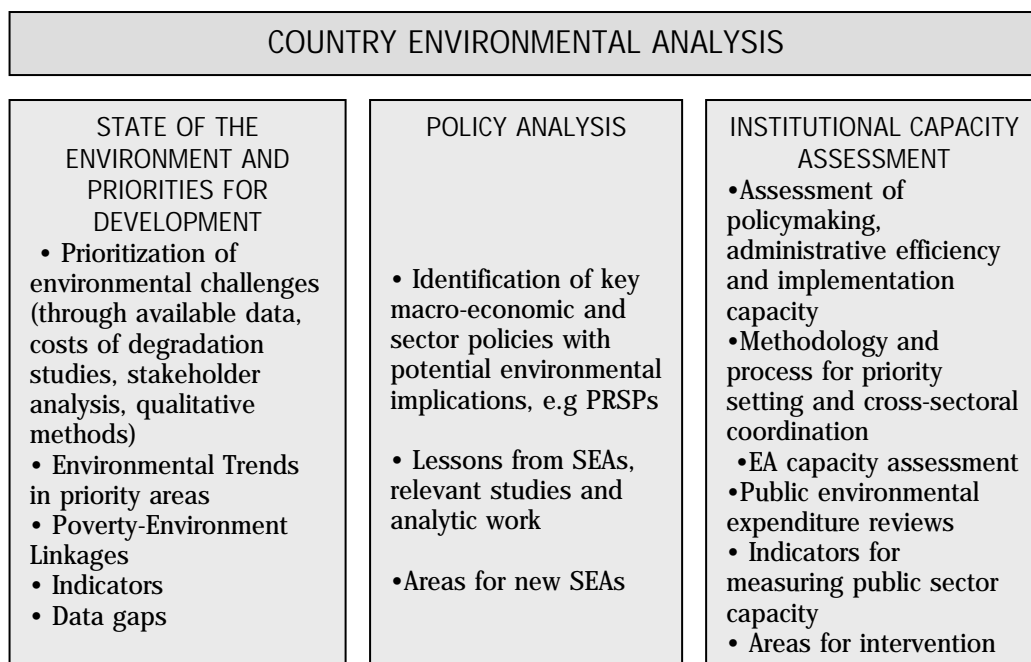 COUNTRY ENVIRONMENTAL ANALYSIS
STATE OF THE
ENVIRONMENT AND
PRIORITIES FOR
DEVELOPMENT
• Prioritization of
environmental challenges
(through available data,
costs of degradation
studies, stakeholder
analysis, qualitative
methods)
• Environmental Trends
in priority areas
• Poverty-Environment
Linkages
• Indicators
• Data gaps
POLICY ANALYSIS
• Identification of key
macro-economic and
sector policies with
potential environmental
implications, e.g PRSPs
• Lessons from SEAs,
relevant studies and
analytic work
•Areas for new SEAs
INSTITUTIONAL CAPACITY
ASSESSMENT
•Assessment of
policymaking,
administrative efficiency
and implementation
capacity
•Methodology and
process for priority
setting and cross-sectoral
coordination
•EA capacity assessment
•Public environmental
expenditure reviews
• Indicators for
measuring public sector
capacity
• Areas for intervention